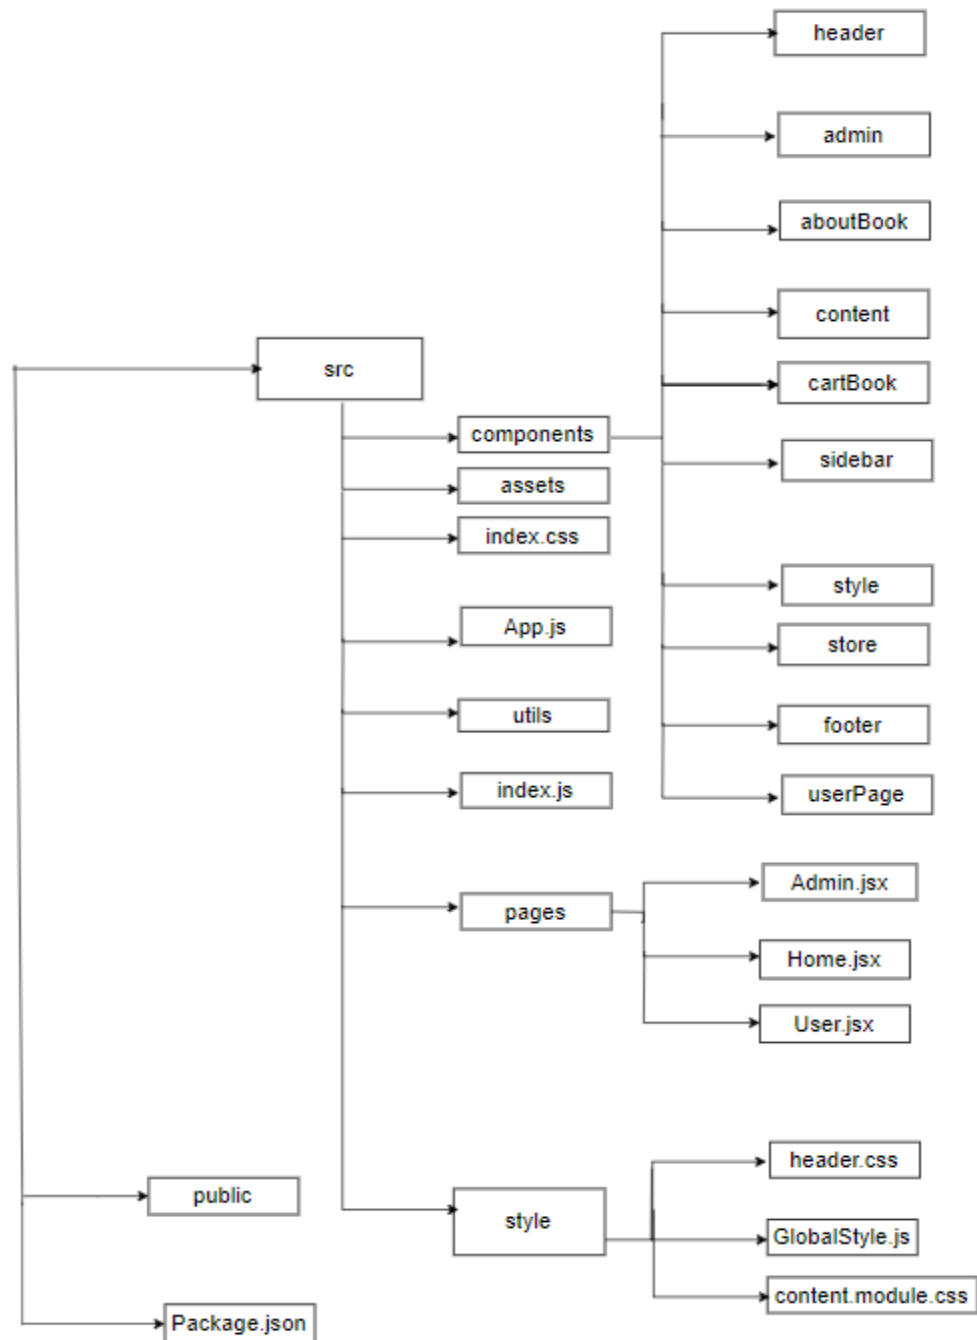 header
admin
aboutBook
content
src
cartBook
components
sidebar
assets
index.css
style
App.js
store
utils
footer
index.js
userPage
Admin.jsx
pages
Home.jsx
User.jsx
header.css
public
style
GlobalStyle.js
content.module.css
Package.json